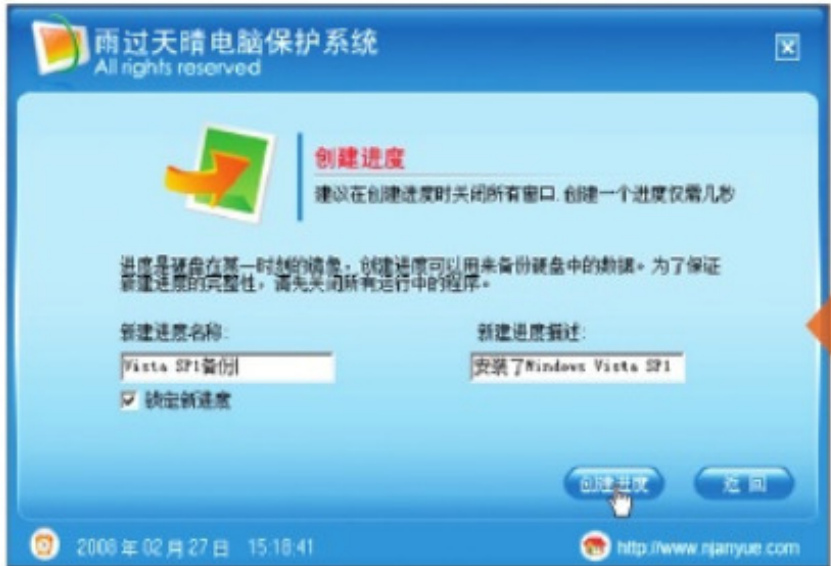 雨过天晴电脑保护系统
All rights reserved
创建进度
建议在创建进度时关闭所有窗口.创建一个进度仅需几秒
进度是硬盘在某一时刻的镜像，创建进度可以用来备份硬盘中的数据。为了保证
新建进度的完整性，请先关闭所有运行中的程序。
新建进度名称:
新建进度描述:
Vista SP1备份
安装了Windows Vista SP1
锁定新进度
创建进度
返回
2008年02月27日 15:18:41
http://www.njanyue.com